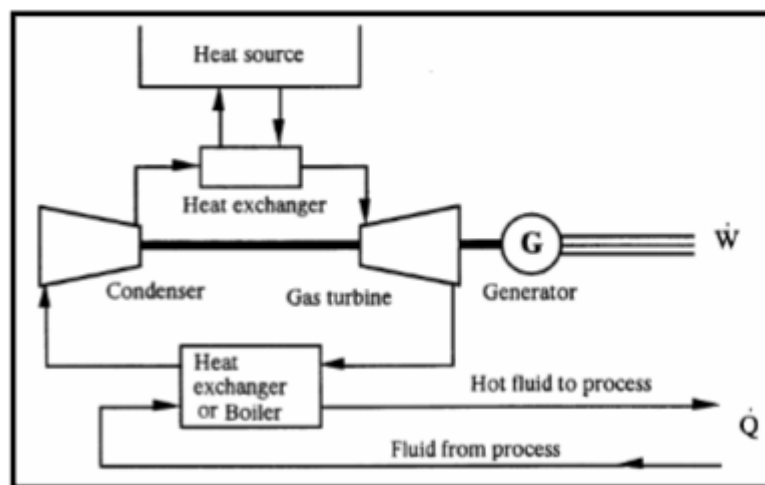 Heat source
Heat exchanger
Condenser
Gas turbine
G
Generator
Ẇ
Heat
exchanger
or Boiler
Hot fluid to process
Q̇
Fluid from process